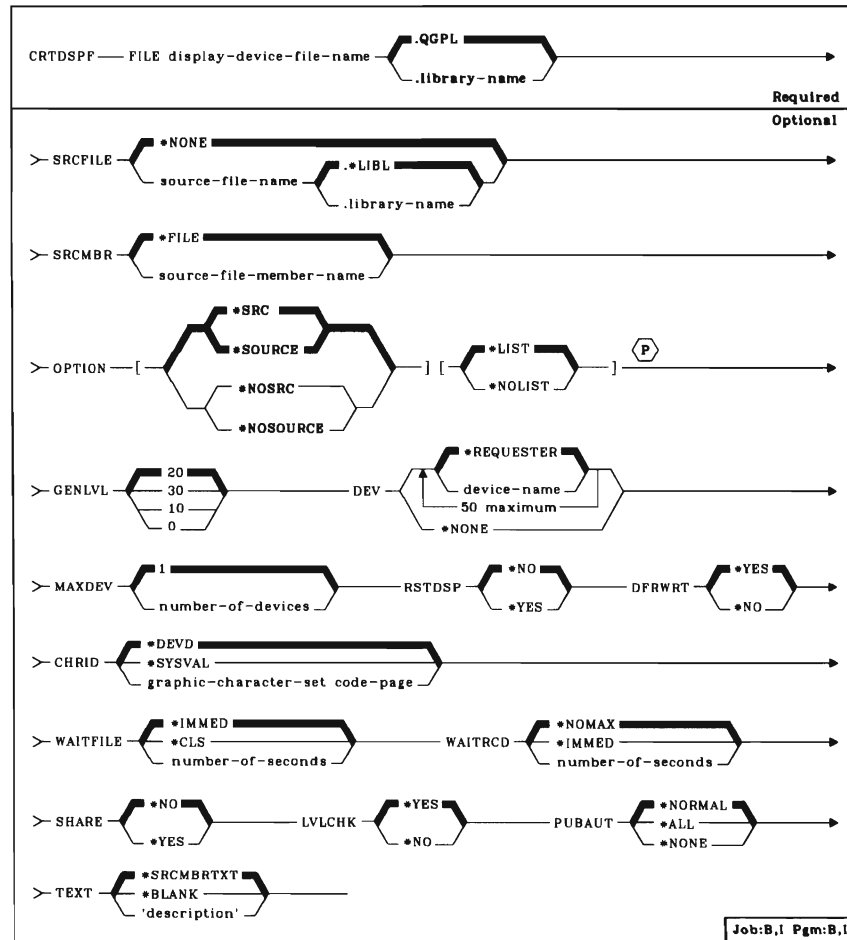 .QGPL
CRTDSPF FILE display-device-file-name
.library-name
Required
Optional
*NONE
SRCFILE
.*LIBL
source-file-name
.library-name
*FILE
SRCMBR
source-file-member-name
*SRC
*SOURCE
*LIST
P
OPTION [ ] [ ]
*NOSRC
*NOLIST
*NOSOURCE
20
*REQUESTER
GENLVL
30
DEV
device-name
10
50 maximum
0
*NONE
1
*NO
*YES
MAXDEV RSTDSP DFRWRT
number-of-devices
*YES
*NO
*DEVD
CHRID *SYSVAL
graphic-character-set code-page
*IMMED
*NOMAX
WAITFILE *CLS WAITRCD *IMMED
number-of-seconds
number-of-seconds
*NO
*YES
*NORMAL
SHARE LVLCHK PUBAUT *ALL
*YES
*NO
*NONE
*SRCMBRTXT
TEXT *BLANK
'description'
Job:B,I Pgm:B,I